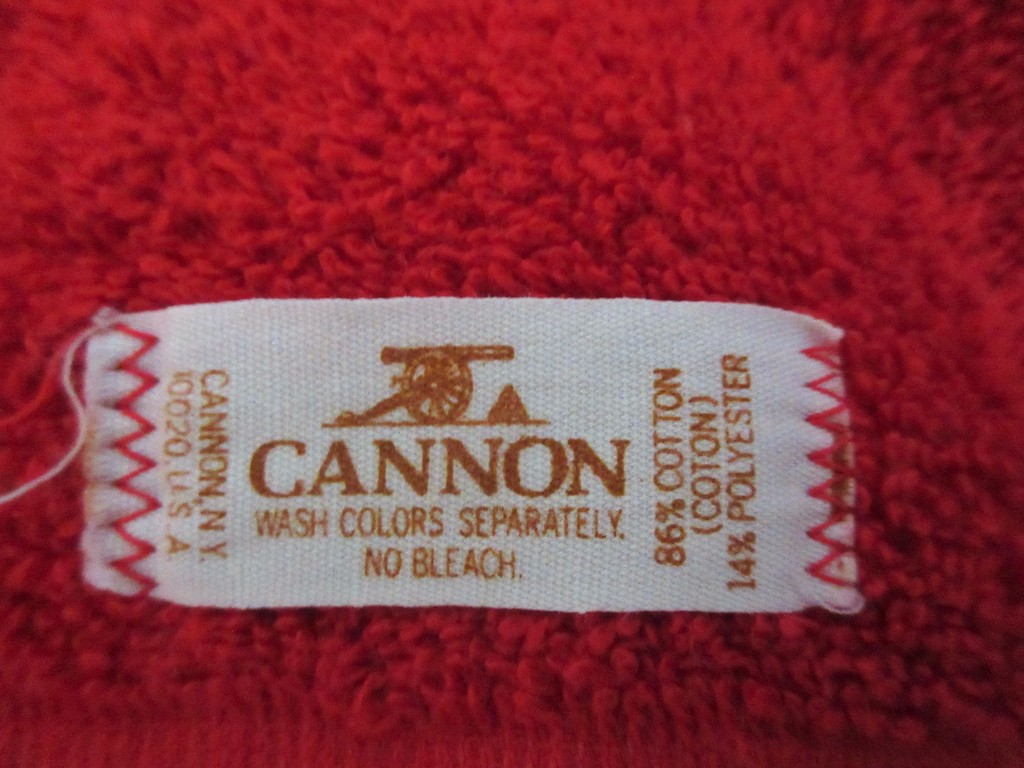 CANNON, N.Y.
10020 U.S.A.
CANNON
WASH COLORS SEPARATELY.
NO BLEACH.
86% COTTON
(COTON)
14% POLYESTER